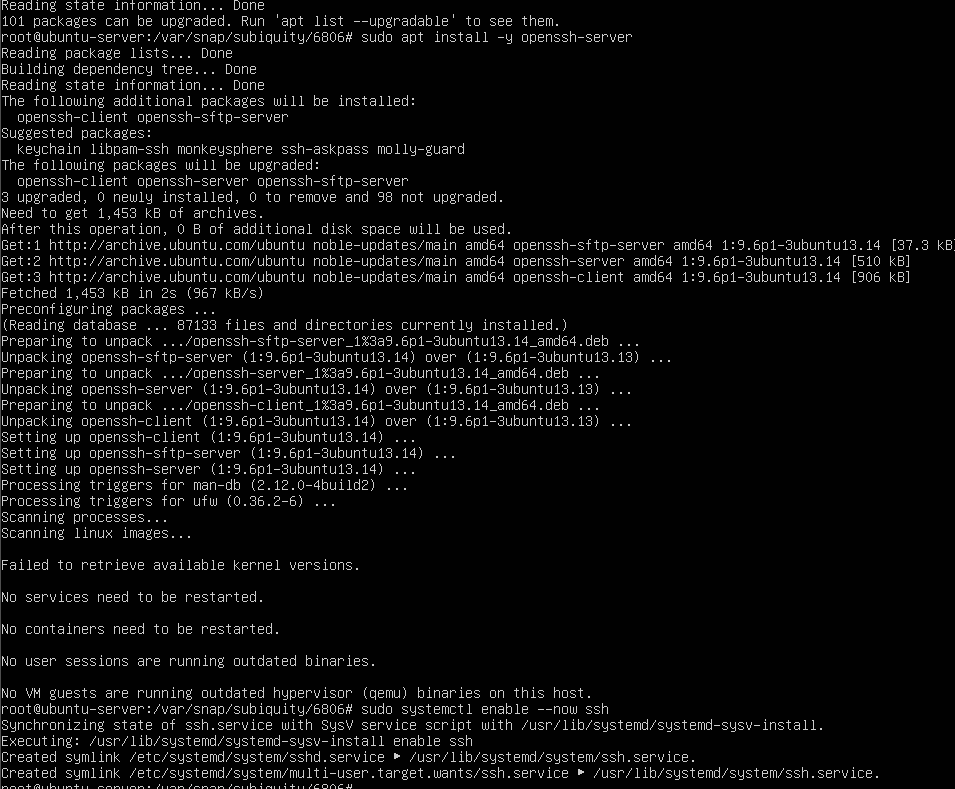 Reading state information... Done
101 packages can be upgraded. Run 'apt list --upgradable' to see them.
root@ubuntu-server:/var/snap/subiquity/6806# sudo apt install -y openssh-server
Reading package lists... Done
Building dependency tree... Done
Reading state information... Done
The following additional packages will be installed:
  openssh-client openssh-sftp-server
Suggested packages:
  keychain libpam-ssh monkeysphere ssh-askpass molly-guard
The following packages will be upgraded:
  openssh-client openssh-server openssh-sftp-server
3 upgraded, 0 newly installed, 0 to remove and 98 not upgraded.
Need to get 1,453 kB of archives.
After this operation, 0 B of additional disk space will be used.
Get:1 http://archive.ubuntu.com/ubuntu noble-updates/main amd64 openssh-sftp-server amd64 1:9.6p1-3ubuntu13.14 [37.3 kB]
Get:2 http://archive.ubuntu.com/ubuntu noble-updates/main amd64 openssh-server amd64 1:9.6p1-3ubuntu13.14 [510 kB]
Get:3 http://archive.ubuntu.com/ubuntu noble-updates/main amd64 openssh-client amd64 1:9.6p1-3ubuntu13.14 [906 kB]
Fetched 1,453 kB in 2s (967 kB/s)
Preconfiguring packages ...
(Reading database ... 87133 files and directories currently installed.)
Preparing to unpack .../openssh-sftp-server_1%3a9.6p1-3ubuntu13.14_amd64.deb ...
Unpacking openssh-sftp-server (1:9.6p1-3ubuntu13.14) over (1:9.6p1-3ubuntu13.13) ...
Preparing to unpack .../openssh-server_1%3a9.6p1-3ubuntu13.14_amd64.deb ...
Unpacking openssh-server (1:9.6p1-3ubuntu13.14) over (1:9.6p1-3ubuntu13.13) ...
Preparing to unpack .../openssh-client_1%3a9.6p1-3ubuntu13.14_amd64.deb ...
Unpacking openssh-client (1:9.6p1-3ubuntu13.14) over (1:9.6p1-3ubuntu13.13) ...
Setting up openssh-client (1:9.6p1-3ubuntu13.14) ...
Setting up openssh-sftp-server (1:9.6p1-3ubuntu13.14) ...
Setting up openssh-server (1:9.6p1-3ubuntu13.14) ...
Processing triggers for man-db (2.12.0-4build2) ...
Processing triggers for ufw (0.36.2-6) ...
Scanning processes...
Scanning linux images...
Failed to retrieve available kernel versions.
No services need to be restarted.
No containers need to be restarted.
No user sessions are running outdated binaries.
No VM guests are running outdated hypervisor (qemu) binaries on this host.
root@ubuntu-server:/var/snap/subiquity/6806# sudo systemctl enable --now ssh
Synchronizing state of ssh.service with SysV service script with /usr/lib/systemd/systemd-sysv-install.
Executing: /usr/lib/systemd/systemd-sysv-install enable ssh
Created symlink /etc/systemd/system/sshd.service ► /usr/lib/systemd/system/ssh.service.
Created symlink /etc/systemd/system/multi-user.target.wants/ssh.service ► /usr/lib/systemd/system/ssh.service.
root@ubuntu-server:/var/snap/subiquity/6806#